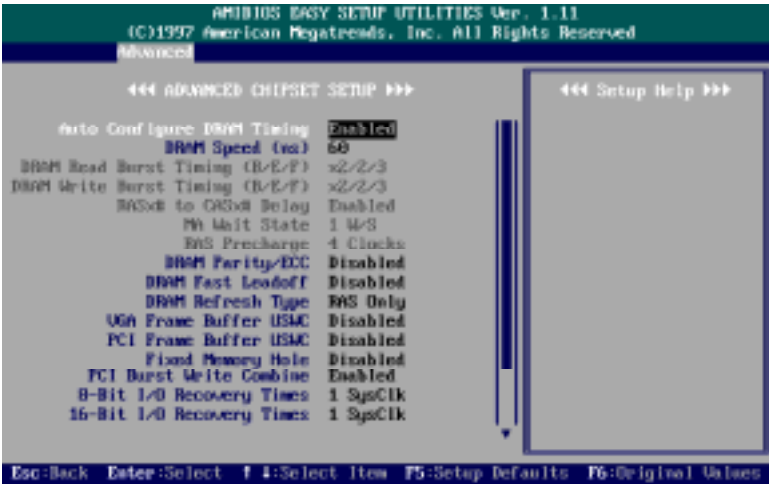 AMIBIOS EASY SETUP UTILITIES Ver. 1.11
(C)1997 American Megatrends, Inc. All Rights Reserved
Advanced
ADVANCED CHIPSET SETUP
Setup Help
Auto Configure DRAM Timing Enabled
DRAM Speed (ns) 60
DRAM Read Burst Timing (B/E/F) x2/2/3
DRAM Write Burst Timing (B/E/F) x2/2/3
RASx# to CASx# Delay Enabled
MA Wait State 1 W/S
RAS Precharge 4 Clocks
DRAM Parity/ECC Disabled
DRAM Fast Leadoff Disabled
DRAM Refresh Type RAS Only
VGA Frame Buffer USWC Disabled
PCI Frame Buffer USWC Disabled
Fixed Memory Hole Disabled
PCI Burst Write Combine Enabled
8-Bit I/O Recovery Times 1 SysClk
16-Bit I/O Recovery Times 1 SysClk
Esc:Back Enter:Select ↑ ↓:Select Item F5:Setup Defaults F6:Original Values